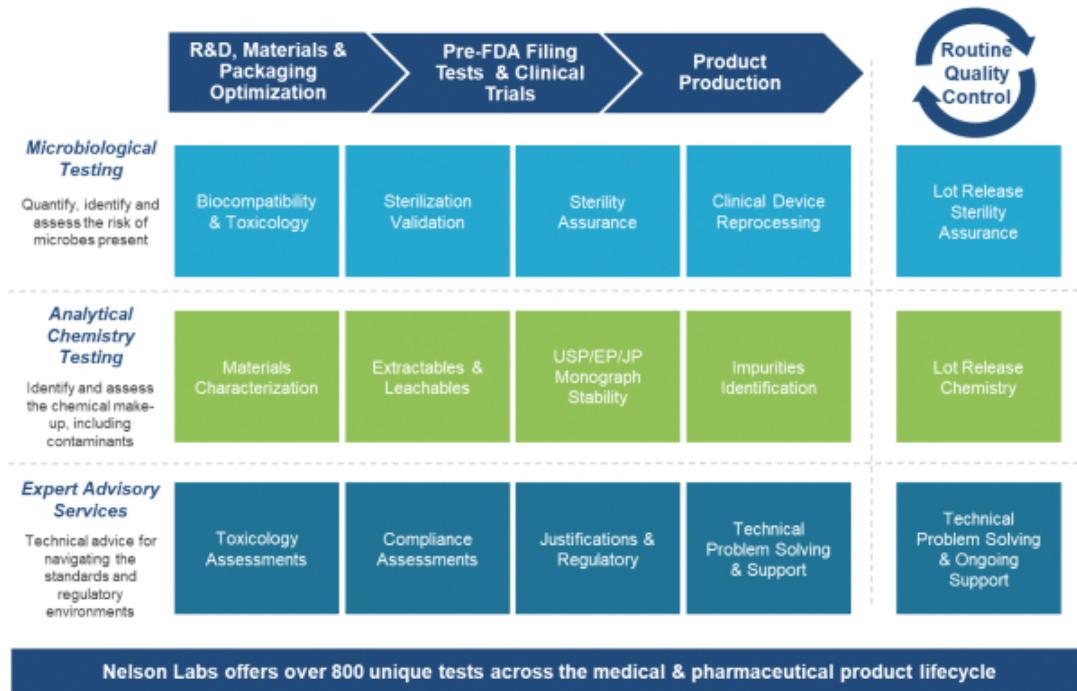 R&D, Materials &
Packaging
Optimization
Pre-FDA Filing
Tests & Clinical
Trials
Product
Production
Routine
Quality
Control
Microbiological
Testing
Quantify, identify and
assess the risk of
microbes present
Biocompatibility
& Toxicology
Sterilization
Validation
Sterility
Assurance
Clinical Device
Reprocessing
Lot Release
Sterility
Assurance
Analytical
Chemistry
Testing
Identify and assess
the chemical make-
up, including
contaminants
Materials
Characterization
Extractables &
Leachables
USP/EP/JP
Monograph
Stability
Impurities
Identification
Lot Release
Chemistry
Expert Advisory
Services
Technical advice for
navigating the
standards and
regulatory
environments
Toxicology
Assessments
Compliance
Assessments
Justifications &
Regulatory
Technical
Problem Solving
& Support
Technical
Problem Solving
& Ongoing
Support
Nelson Labs offers over 800 unique tests across the medical & pharmaceutical product lifecycle